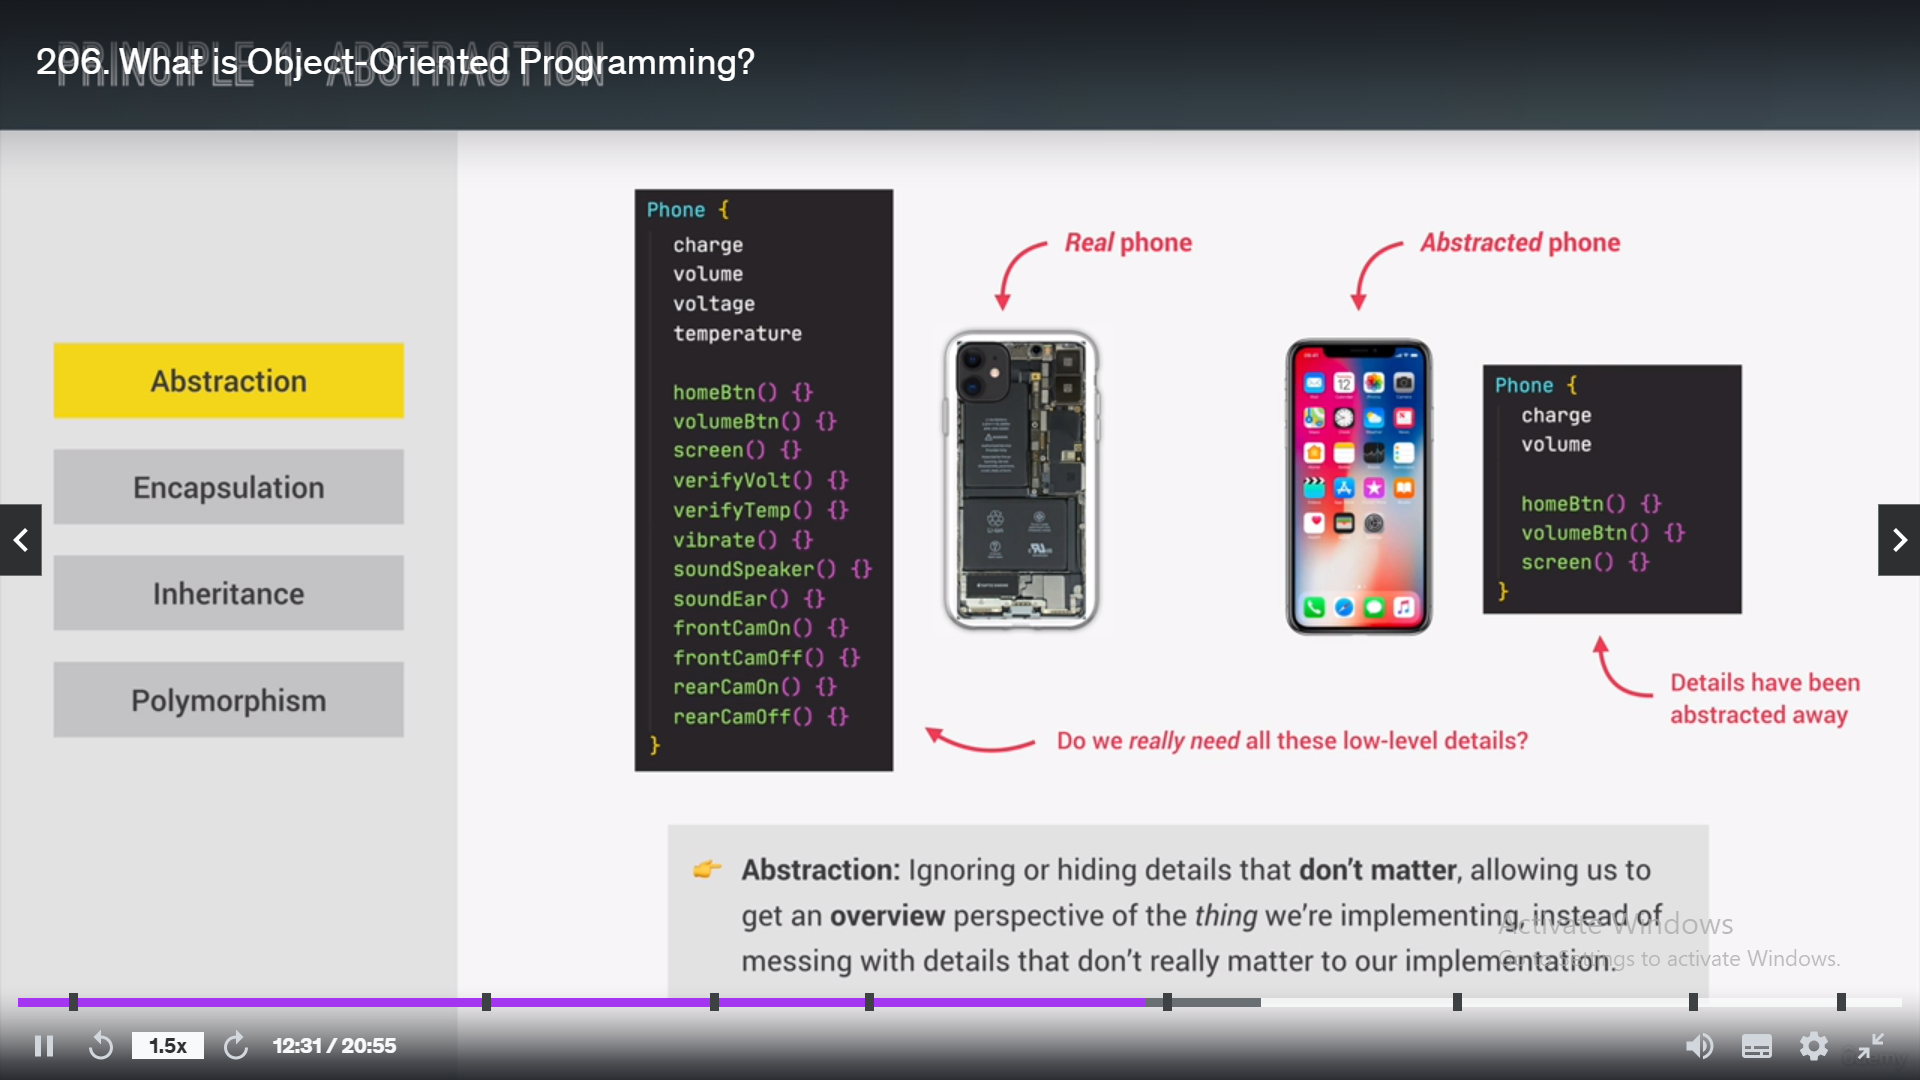 206. What is Object-Oriented Programming?
PRINCIPLE 1: ABSTRACTION
Abstraction
Encapsulation
Inheritance
Polymorphism
Phone {
charge
volume
voltage
temperature
homeBtn() {}
volumeBtn() {}
screen() {}
verifyVolt() {}
verifyTemp() {}
vibrate() {}
soundSpeaker() {}
soundEar() {}
frontCamOn() {}
frontCamOff() {}
rearCamOn() {}
rearCamOff() {}
}
Real phone
Abstracted phone
Phone {
charge
volume
homeBtn() {}
volumeBtn() {}
screen() {}
}
Details have been
abstracted away
Do we really need all these low-level details?
👉 Abstraction: Ignoring or hiding details that don’t matter, allowing us to
get an overview perspective of the thing we’re implementing, instead of
messing with details that don’t really matter to our implementation.
Activate Windows
Go to Settings to activate Windows.
1.5x
12:31 / 20:55